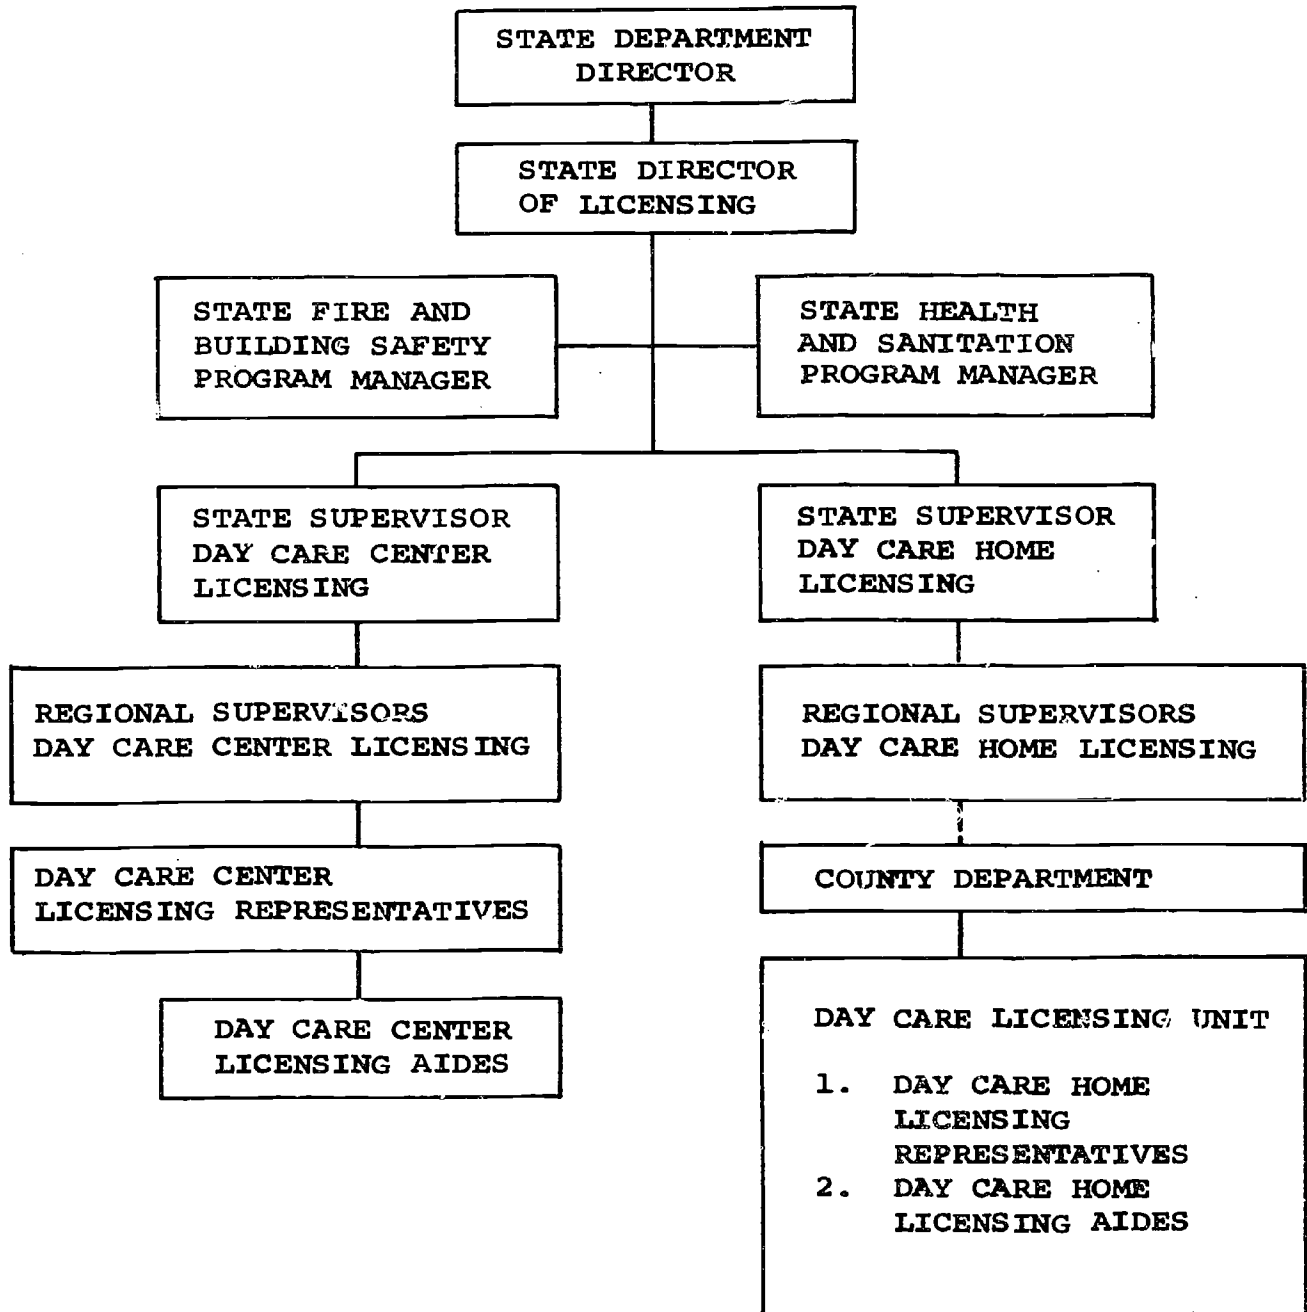 STATE DEPARTMENT
DIRECTOR
STATE DIRECTOR
OF LICENSING
STATE FIRE AND
BUILDING SAFETY
PROGRAM MANAGER
STATE HEALTH
AND SANITATION
PROGRAM MANAGER
STATE SUPERVISOR
DAY CARE CENTER
LICENSING
STATE SUPERVISOR
DAY CARE HOME
LICENSING
REGIONAL SUPERVISORS
DAY CARE CENTER LICENSING
REGIONAL SUPERVISORS
DAY CARE HOME LICENSING
DAY CARE CENTER
LICENSING REPRESENTATIVES
COUNTY DEPARTMENT
DAY CARE CENTER
LICENSING AIDES
DAY CARE LICENSING UNIT
1. DAY CARE HOME
LICENSING
REPRESENTATIVES
2. DAY CARE HOME
LICENSING AIDES